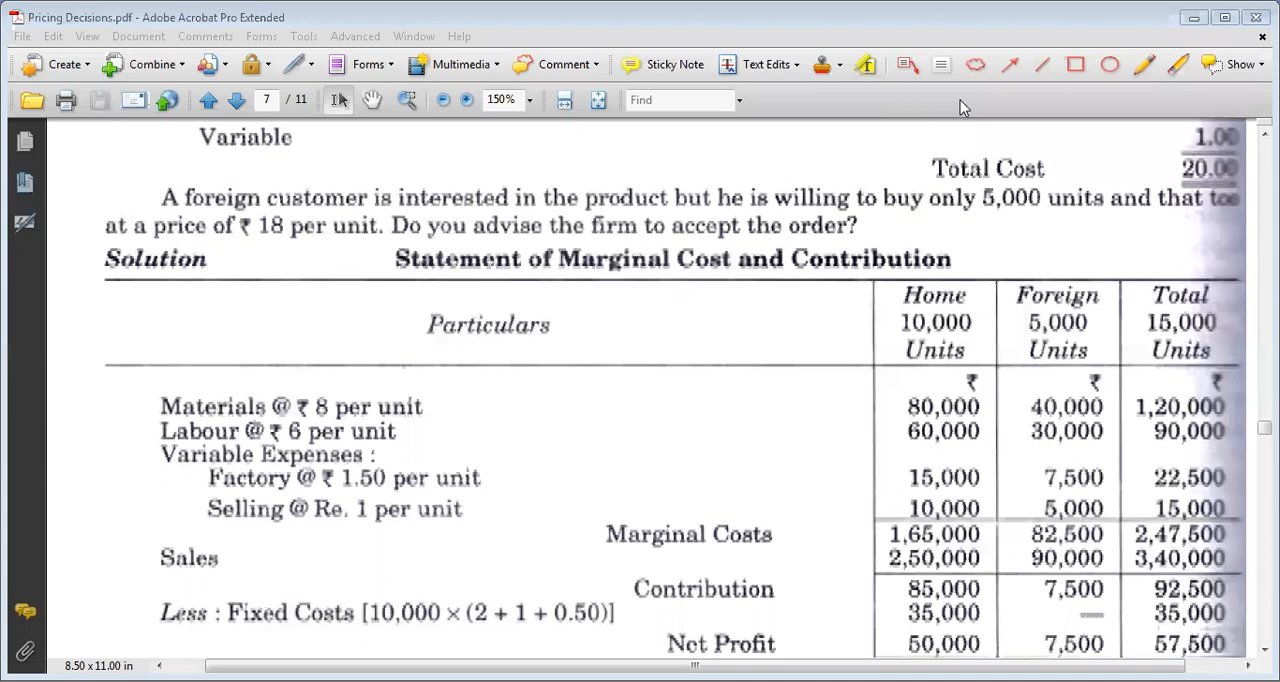 Pricing Decisions.pdf - Adobe Acrobat Pro Extended
File Edit View Document Comments Forms Tools Advanced Window Help
Create Combine Forms Multimedia Comment Sticky Note Text Edits Show
7 / 11 150% Find
Variable 1.00
Total Cost 20.00
A foreign customer is interested in the product but he is willing to buy only 5,000 units and that too
at a price of ₹ 18 per unit. Do you advise the firm to accept the order?
Solution Statement of Marginal Cost and Contribution
Home Foreign Total
Particulars 10,000 5,000 15,000
Units Units Units
₹ ₹ ₹
Materials @ ₹ 8 per unit 80,000 40,000 1,20,000
Labour @ ₹ 6 per unit 60,000 30,000 90,000
Variable Expenses :
Factory @ ₹ 1.50 per unit 15,000 7,500 22,500
Selling @ Re. 1 per unit 10,000 5,000 15,000
Marginal Costs 1,65,000 82,500 2,47,500
Sales 2,50,000 90,000 3,40,000
Contribution 85,000 7,500 92,500
Less : Fixed Costs [10,000 × (2 + 1 + 0.50)] 35,000 — 35,000
Net Profit 50,000 7,500 57,500
8.50 x 11.00 in